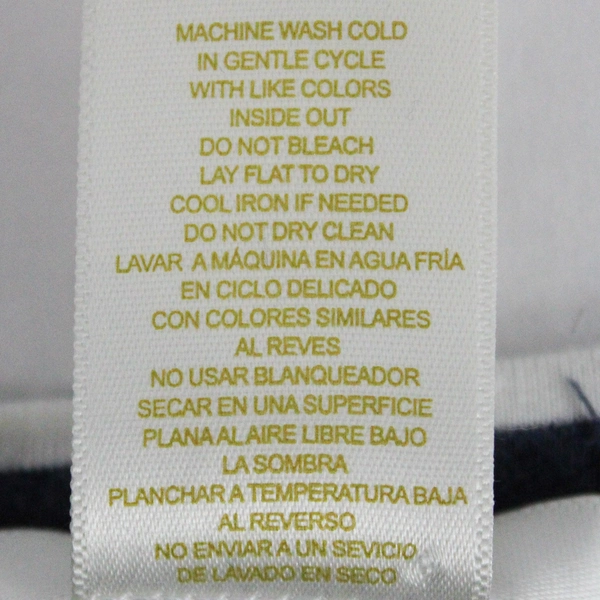 MACHINE WASH COLD
IN GENTLE CYCLE
WITH LIKE COLORS
INSIDE OUT
DO NOT BLEACH
LAY FLAT TO DRY
COOL IRON IF NEEDED
DO NOT DRY CLEAN
LAVAR A MÁQUINA EN AGUA FRÍA
EN CICLO DELICADO
CON COLORES SIMILARES
AL REVES
NO USAR BLANQUEADOR
SECAR EN UNA SUPERFICIE
PLANA AL AIRE LIBRE BAJO
LA SOMBRA
PLANCHAR A TEMPERATURA BAJA
AL REVERSO
NO ENVIAR A UN SEVICIO
DE LAVADO EN SECO